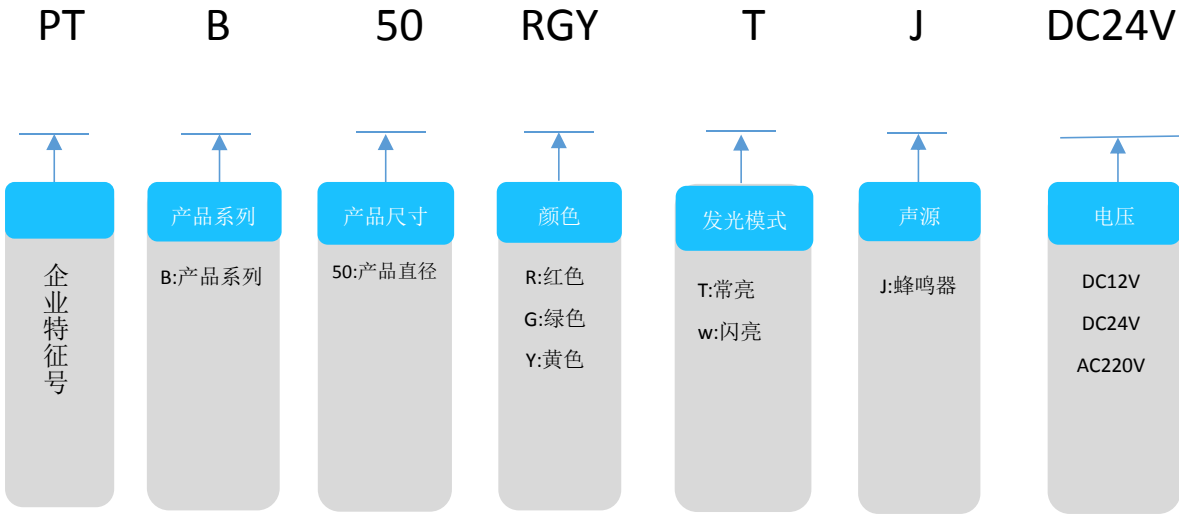 PT B 50 RGY T J DC24V
产品系列 产品尺寸 颜色 发光模式 声源 电压
企业特征号
B:产品系列
50:产品直径
R:红色
G:绿色
Y:黄色
T:常亮
w:闪亮
J:蜂鸣器
DC12V
DC24V
AC220V